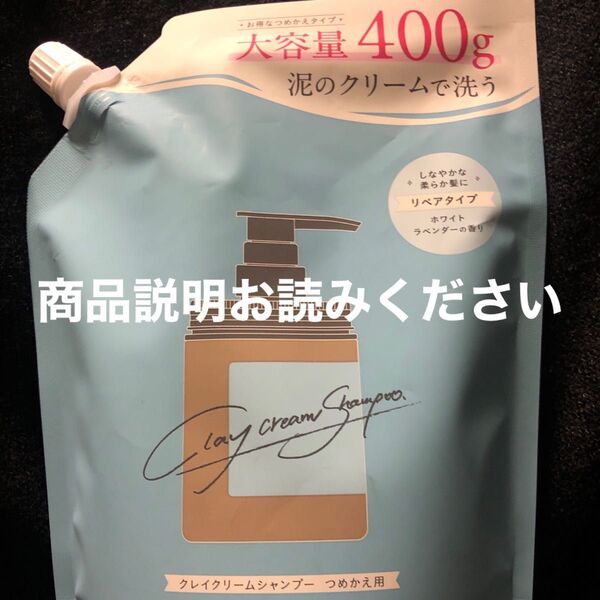 お得なつめかえタイプ
大容量 400g
泥のクリームで洗う
しなやかな
柔らか髪に
リペアタイプ
ホワイト
ラベンダーの香り
商品説明お読みください
Clay cream Shampoo.
クレイクリームシャンプー つめかえ用